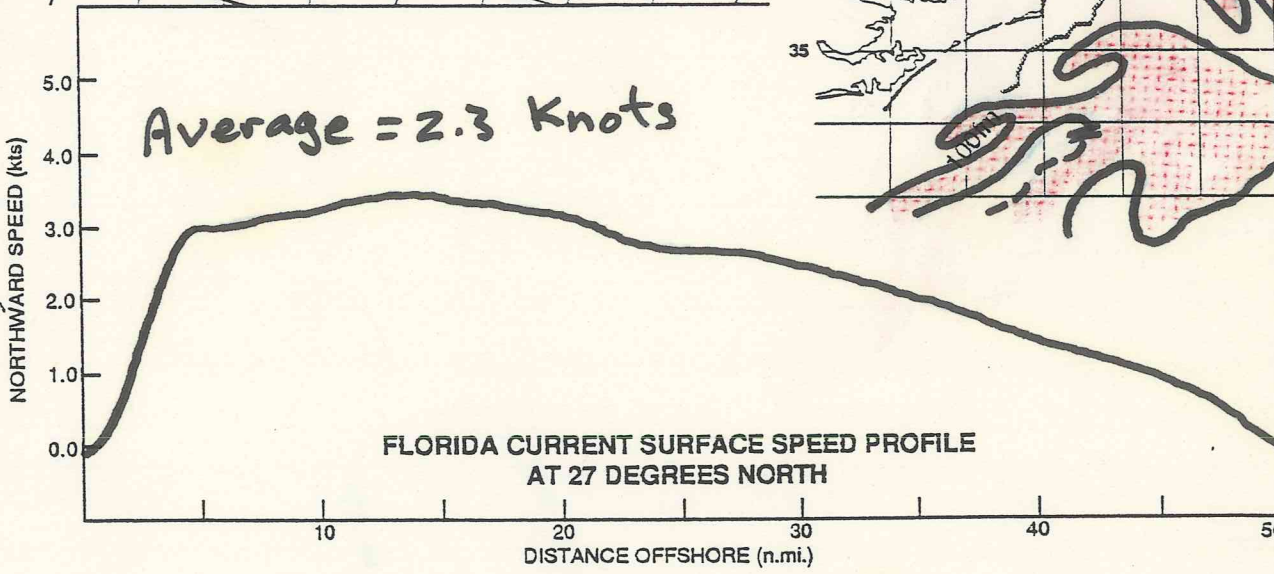 35
100fm
Average = 2.3 Knots
NORTHWARD SPEED (kts)
5.0
4.0
3.0
2.0
1.0
0.0
FLORIDA CURRENT SURFACE SPEED PROFILE
AT 27 DEGREES NORTH
10
20
30
40
DISTANCE OFFSHORE (n.mi.)